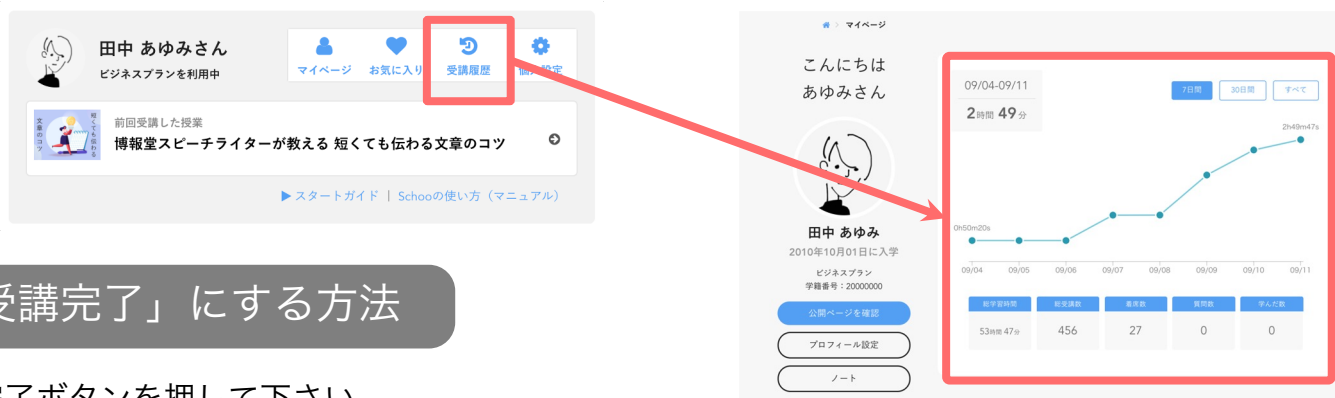 田中 あゆみさん
ビジネスプランを利用中
マイページ
お気に入り
受講履歴
設定
前回受講した授業
博報堂スピーチライターが教える 短くても伝わる文章のコツ
短くても伝わる
文章のコツ
▶ スタートガイド | Schooの使い方（マニュアル）
受講完了」にする方法
完了ボタンを押して下さい
マイページ
こんにちは
あゆみさん
田中 あゆみ
2010年10月01日に入学
ビジネスプラン
学籍番号：20000000
公開ページを確認
プロフィール設定
ノート
09/04-09/11
2時間 49分
7日間
30日間
すべて
2h49m47s
0h50m20s
09/04 09/05 09/06 09/07 09/08 09/09 09/10 09/11
総学習時間 総受講数 着席数 質問数 学んだ数
53時間 47分 456 27 0 0